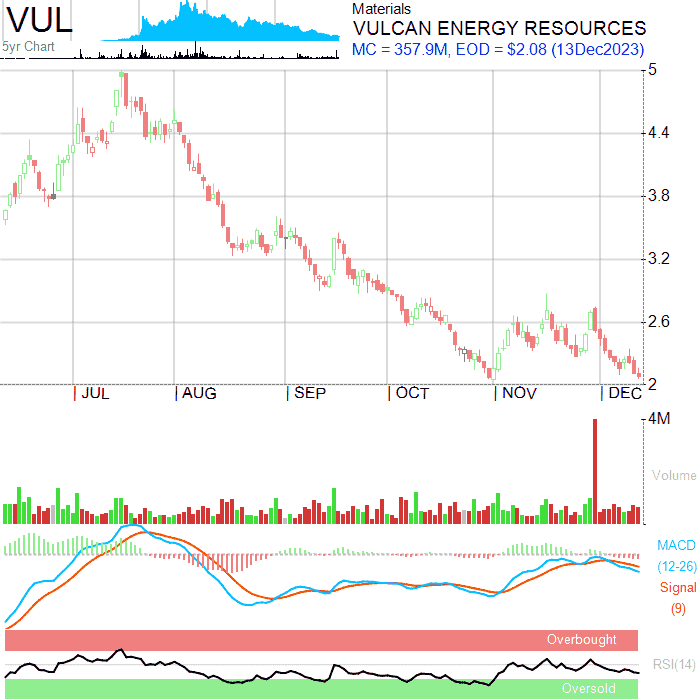 VUL
5yr Chart
Materials
VULCAN ENERGY RESOURCES
MC = 357.9M, EOD = $2.08 (13Dec2023)
5
4.4
3.8
3.2
2.6
2
JUL AUG SEP OCT NOV DEC
4M
Volume
MACD
(12-26)
Signal
(9)
Overbought
RSI(14)
Oversold